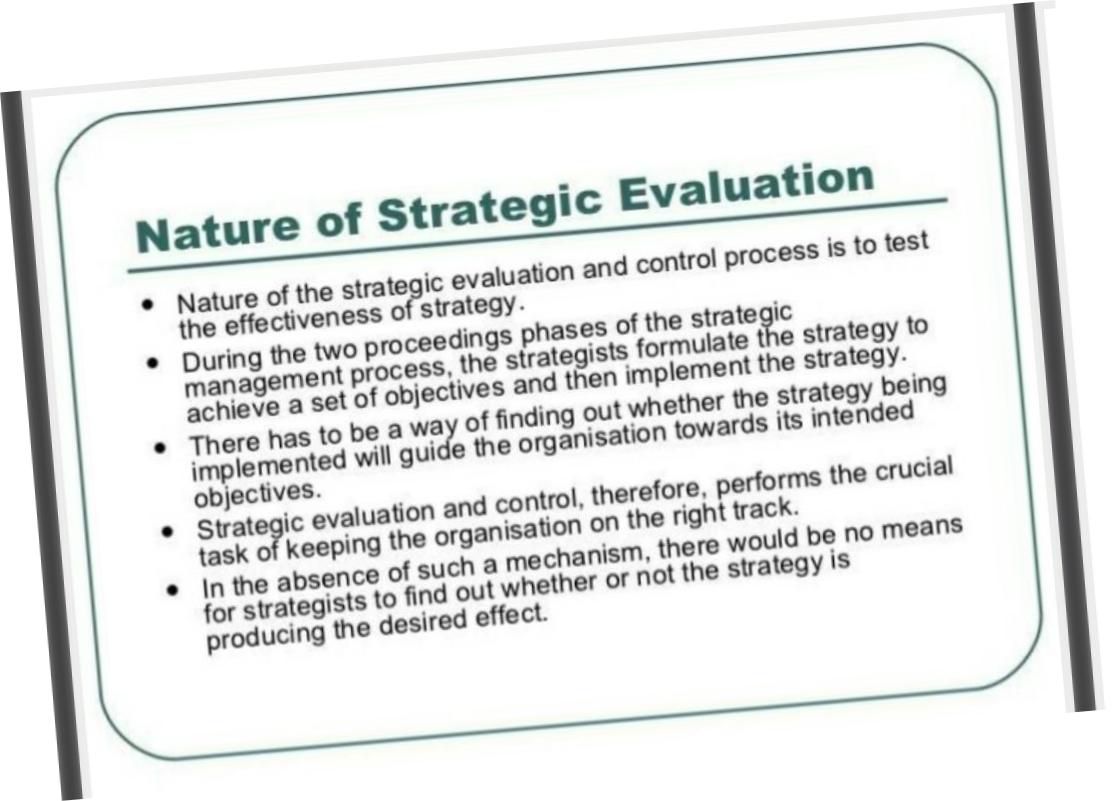 Nature of Strategic Evaluation
• Nature of the strategic evaluation and control process is to test
the effectiveness of strategy.
• During the two proceedings phases of the strategic
management process, the strategists formulate the strategy to
achieve a set of objectives and then implement the strategy.
• There has to be a way of finding out whether the strategy being
implemented will guide the organisation towards its intended
objectives.
• Strategic evaluation and control, therefore, performs the crucial
task of keeping the organisation on the right track.
• In the absence of such a mechanism, there would be no means
for strategists to find out whether or not the strategy is
producing the desired effect.